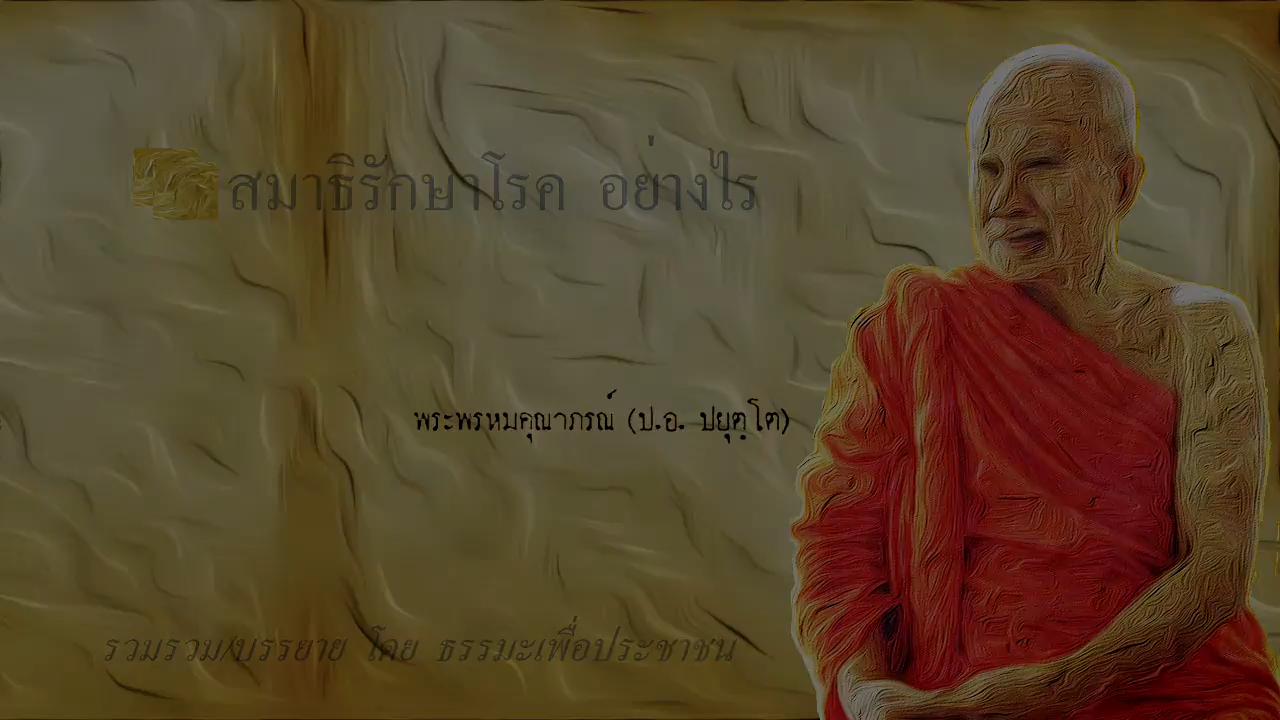 สมาธิรักษาโรค อย่างไร
พระพรหมคุณาภรณ์ (ป.อ. ปยุตฺโต)
รวมรวม/บรรยาย โดย ธรรมะเพื่อประชาชน